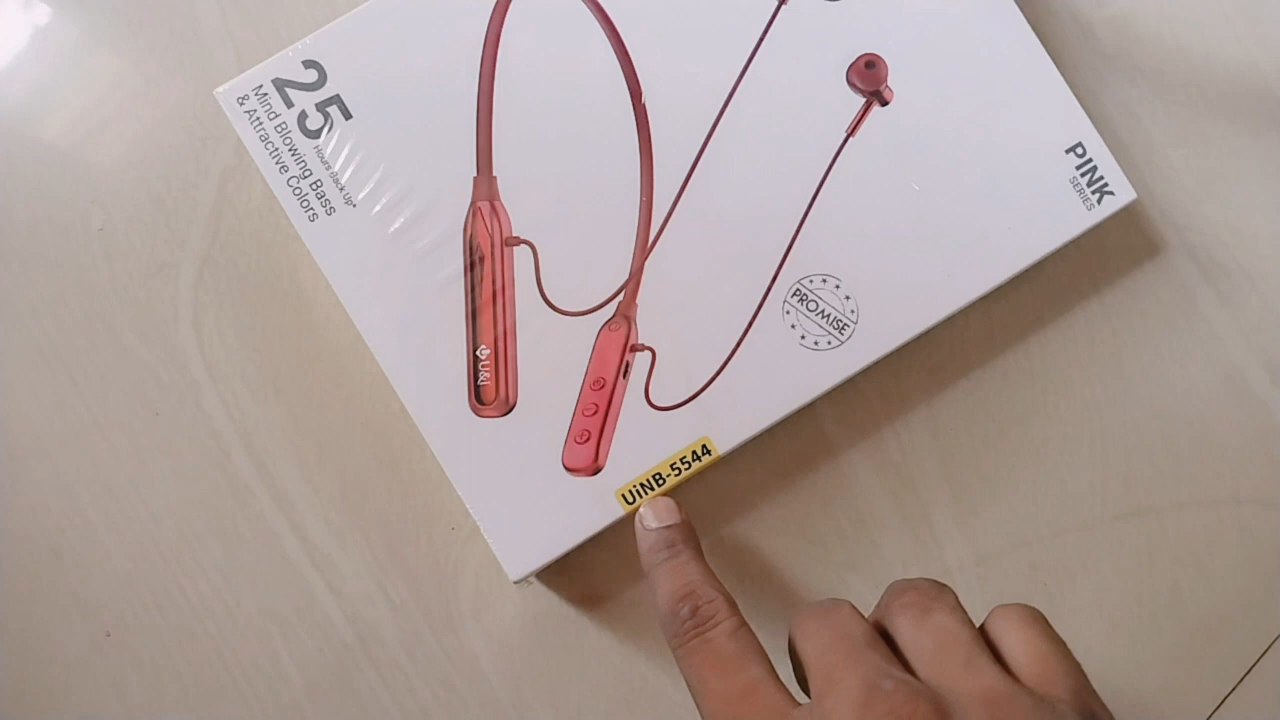 25
Hours Back Up*
Mind Blowing Bass
& Attractive Colors
PINK
SERIES
PROMISE
U&i
UiNB-5544